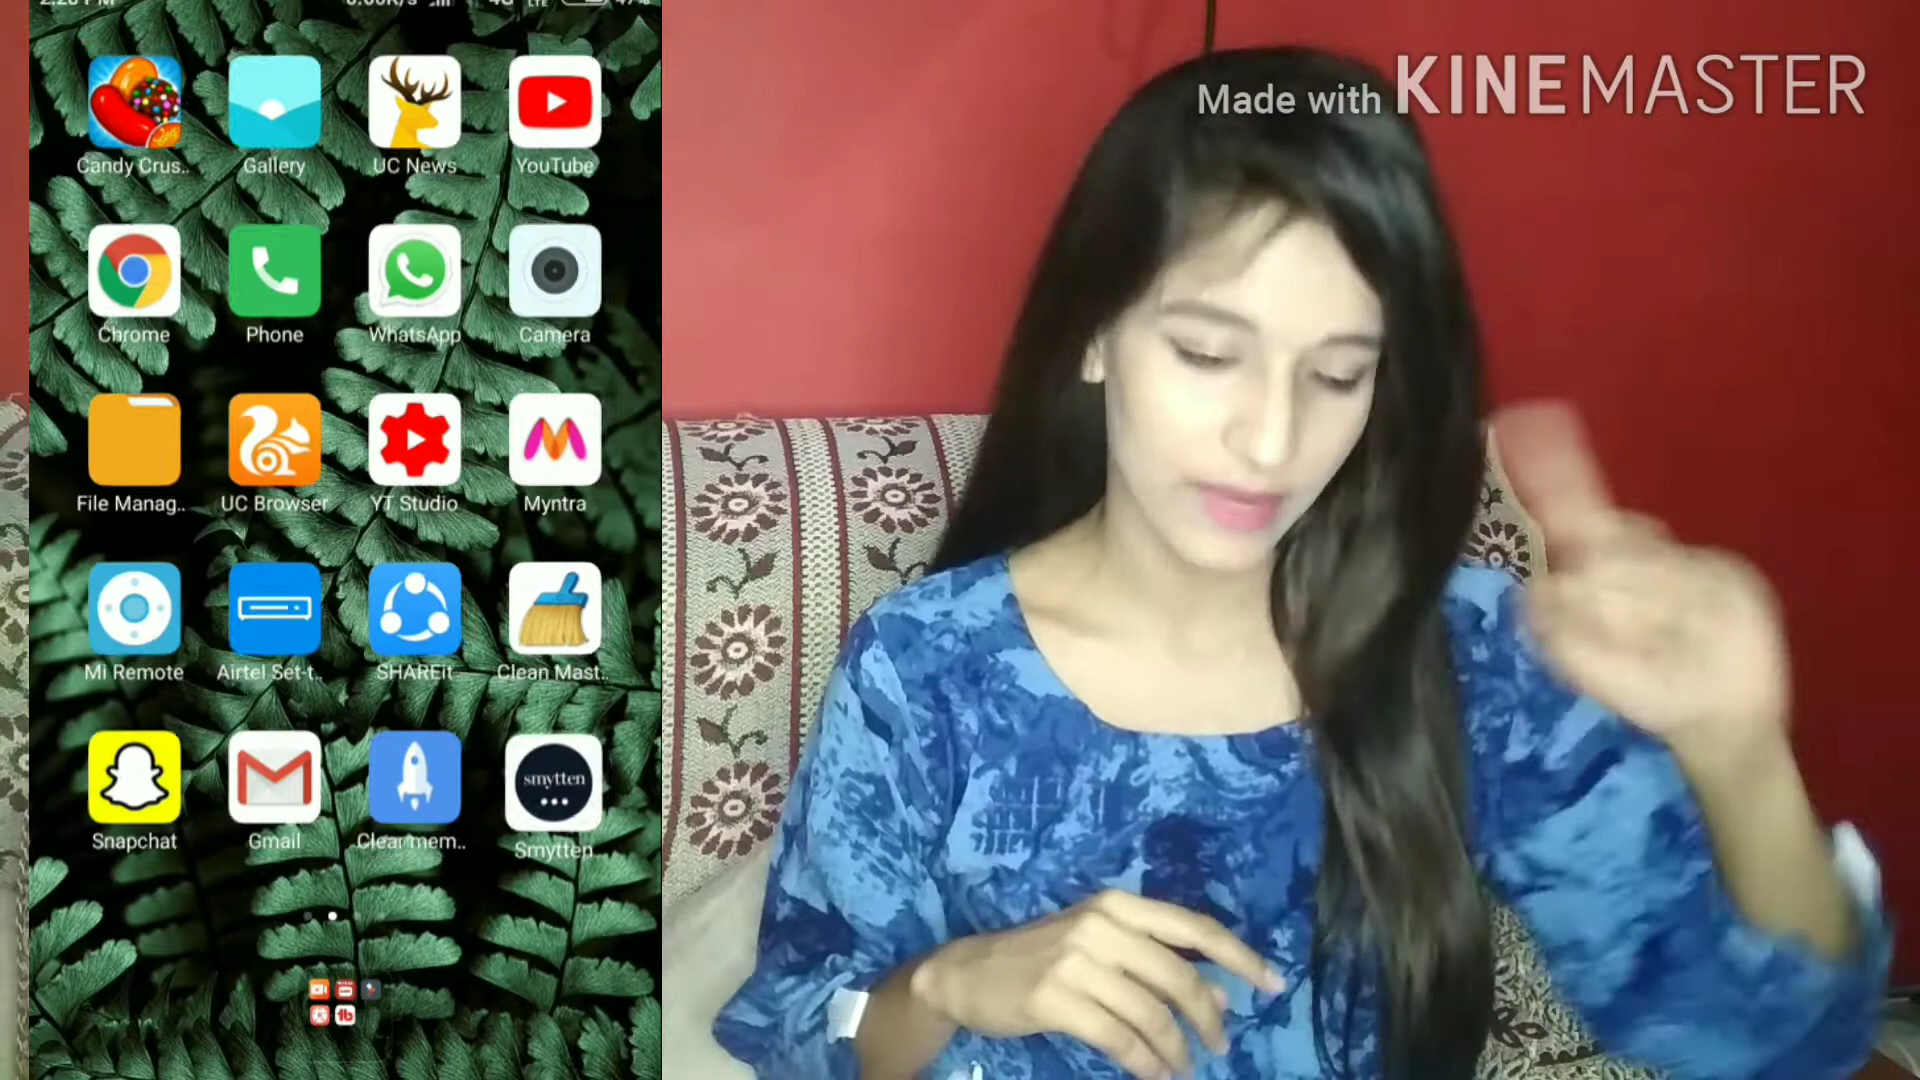 Made with KINEMASTER
Candy Crus..
Gallery
UC News
YouTube
Chrome
Phone
WhatsApp
Camera
File Manag..
UC Browser
YT Studio
Myntra
Mi Remote
Airtel Set-t..
SHAREit
Clean Mast..
smytten
Snapchat
Gmail
Clear mem..
Smytten